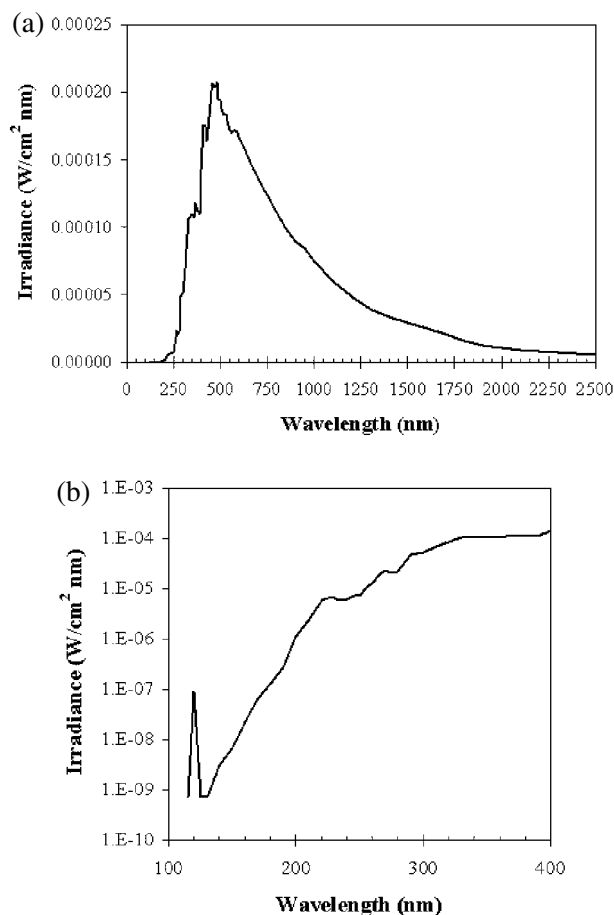 (a)
0.00025
0.00020
0.00015
0.00010
0.00005
0.00000
Irradiance (W/cm² nm)
0 250 500 750 1000 1250 1500 1750 2000 2250 2500
Wavelength (nm)
(b)
1.E-03
1.E-04
1.E-05
1.E-06
1.E-07
1.E-08
1.E-09
1.E-10
Irradiance (W/cm² nm)
100 200 300 400
Wavelength (nm)